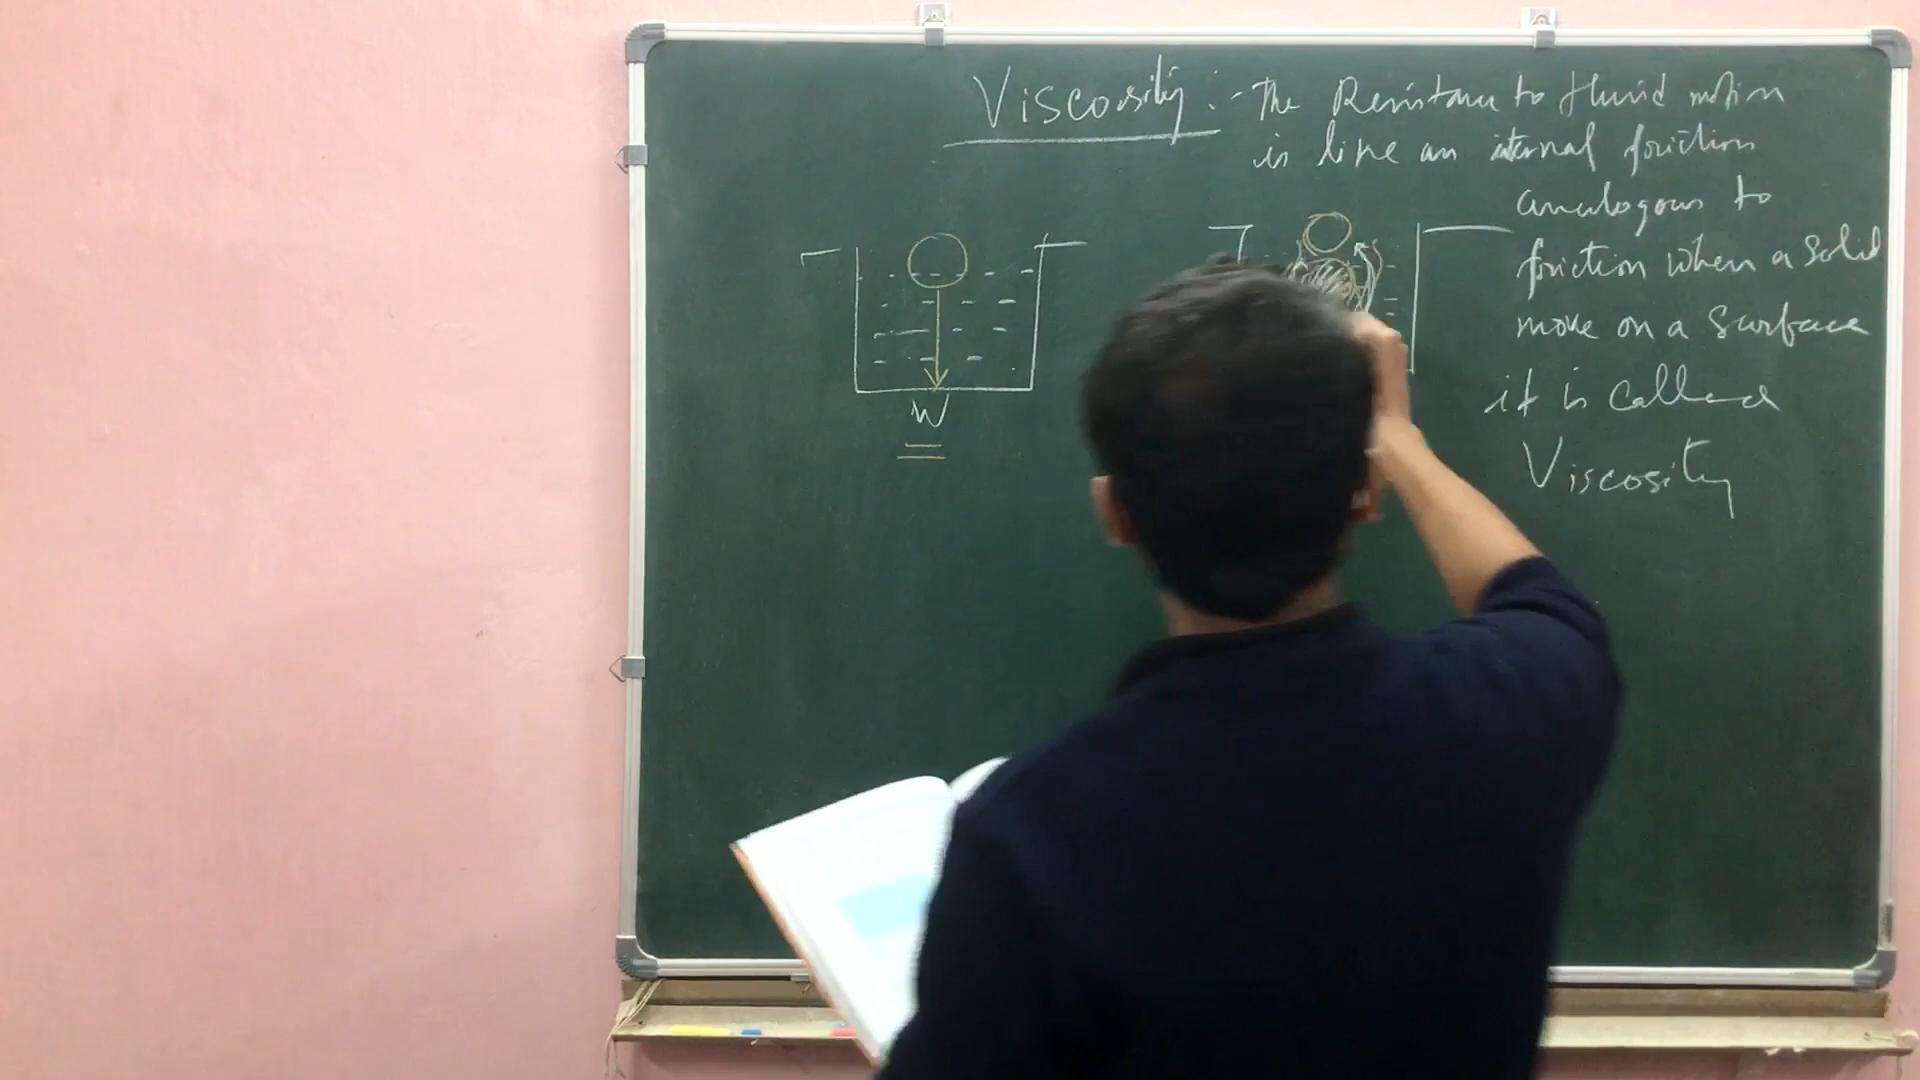 Viscosity :- The Resistance to fluid motion
is like an internal friction
analogous to
friction when a solid
move on a surface
it is called
Viscosity
W